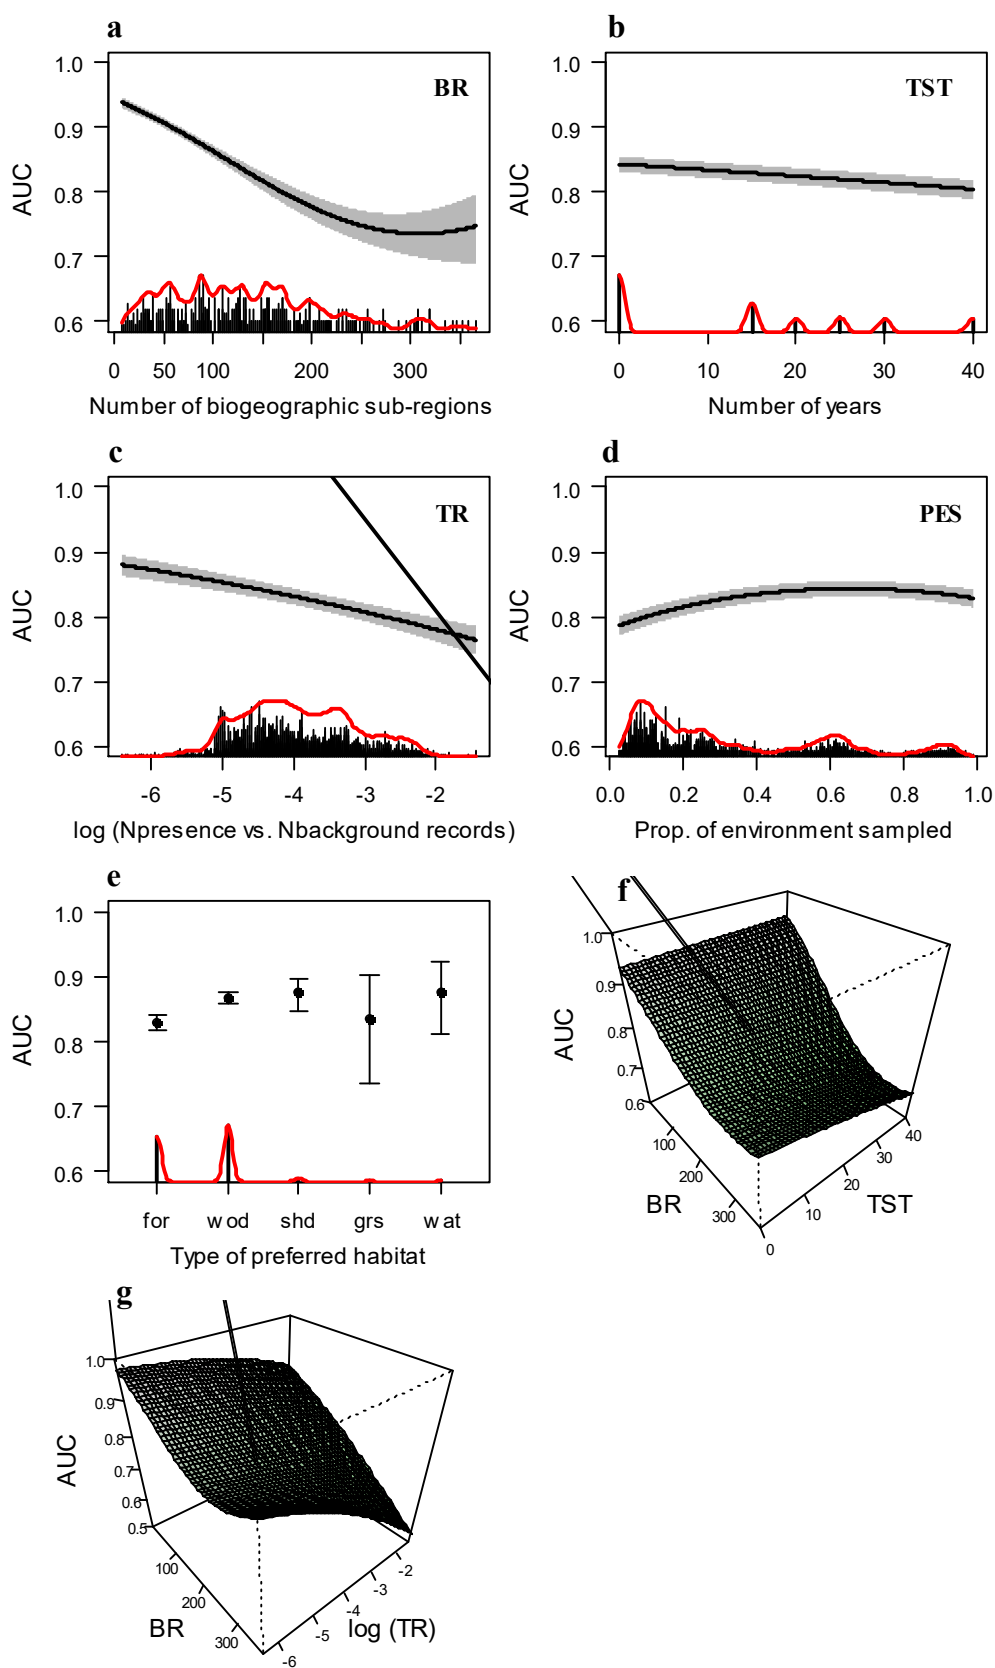 a
BR
1.0
0.9
0.8
0.7
0.6
AUC
0 50 100 200 300
Number of biogeographic sub-regions
b
TST
1.0
0.9
0.8
0.7
0.6
AUC
0 10 20 30 40
Number of years
c
TR
1.0
0.9
0.8
0.7
0.6
AUC
-6 -5 -4 -3 -2
log (Npresence vs. Nbackground records)
d
PES
1.0
0.9
0.8
0.7
0.6
AUC
0.0 0.2 0.4 0.6 0.8 1.0
Prop. of environment sampled
e
1.0
0.9
0.8
0.7
0.6
AUC
for wod shd grs wat
Type of preferred habitat
f
1.0
0.9
0.8
0.7
0.6
AUC
100
200
300
BR
0
10
20
30
40
TST
g
1.0
0.9
0.8
0.7
0.6
0.5
AUC
100
200
300
BR
-6
-5
-4
-3
-2
log (TR)